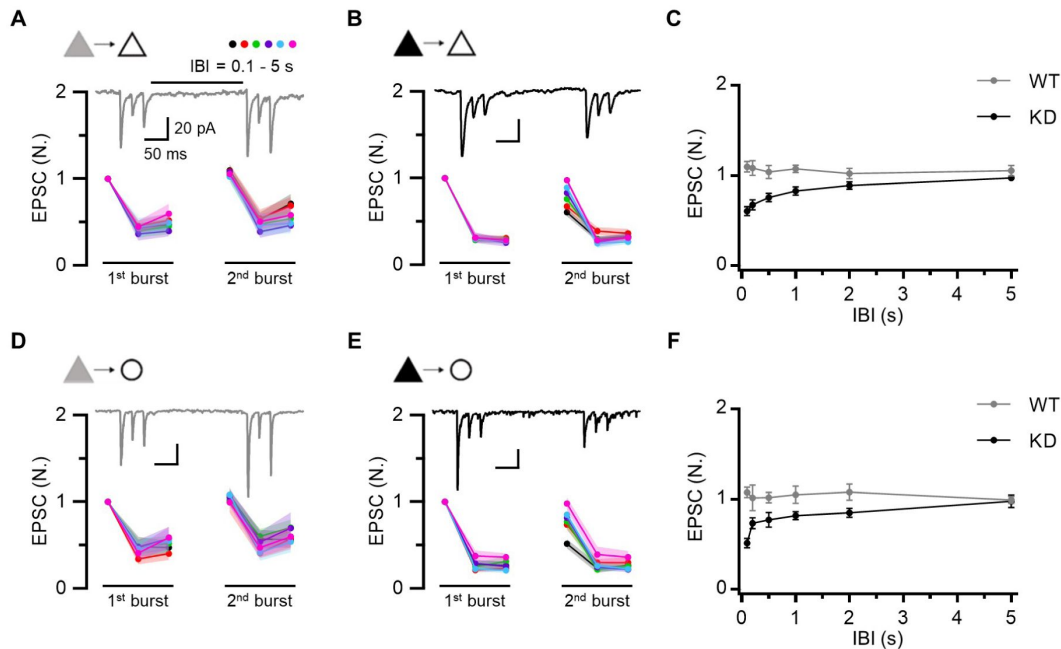 A
B
C
IBI = 0.1 - 5 s
2
20 pA
50 ms
EPSC (N.)
1
0
1st burst
2nd burst
2
EPSC (N.)
1
0
1st burst
2nd burst
WT
KD
2
EPSC (N.)
1
0
0 1 2 3 4 5
IBI (s)
D
E
F
2
EPSC (N.)
1
0
1st burst
2nd burst
2
EPSC (N.)
1
0
1st burst
2nd burst
WT
KD
2
EPSC (N.)
1
0
0 1 2 3 4 5
IBI (s)